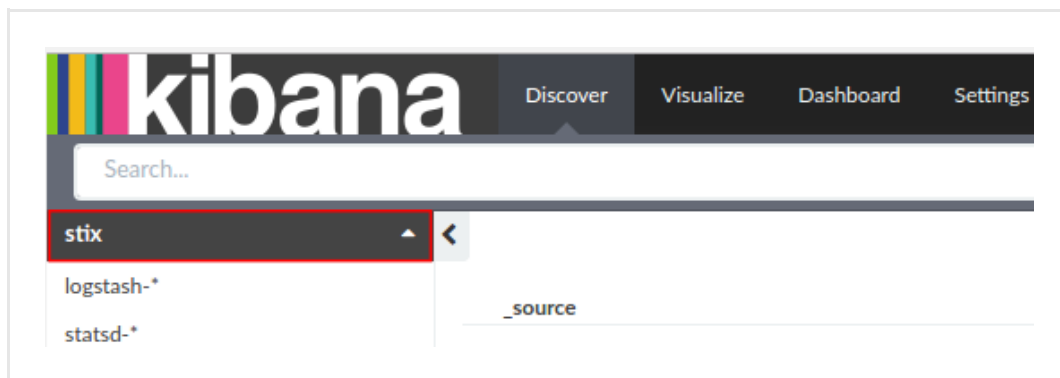 kibana Discover Visualize Dashboard Settings
Search...
stix
logstash-*
_source
statsd-*